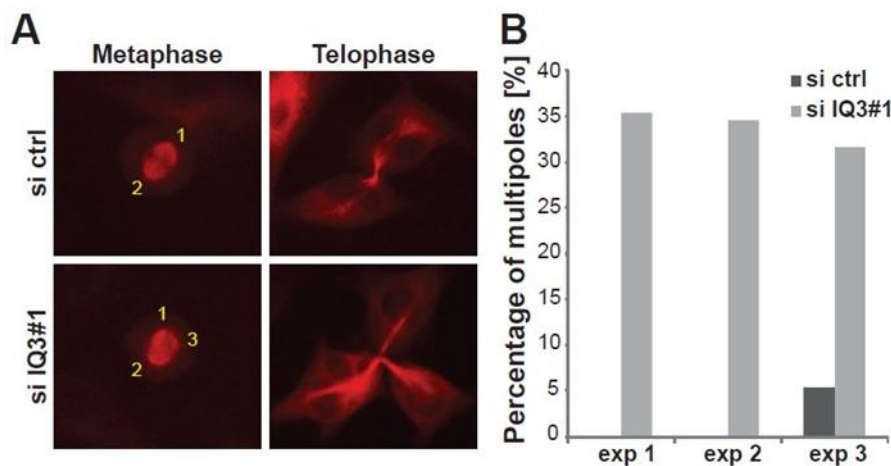 A
Metaphase Telophase
si ctrl
1
2
si IQ3#1
1
3
2
B
Percentage of multipoles [%]
40
35
30
25
20
15
10
5
0
si ctrl
si IQ3#1
exp 1 exp 2 exp 3